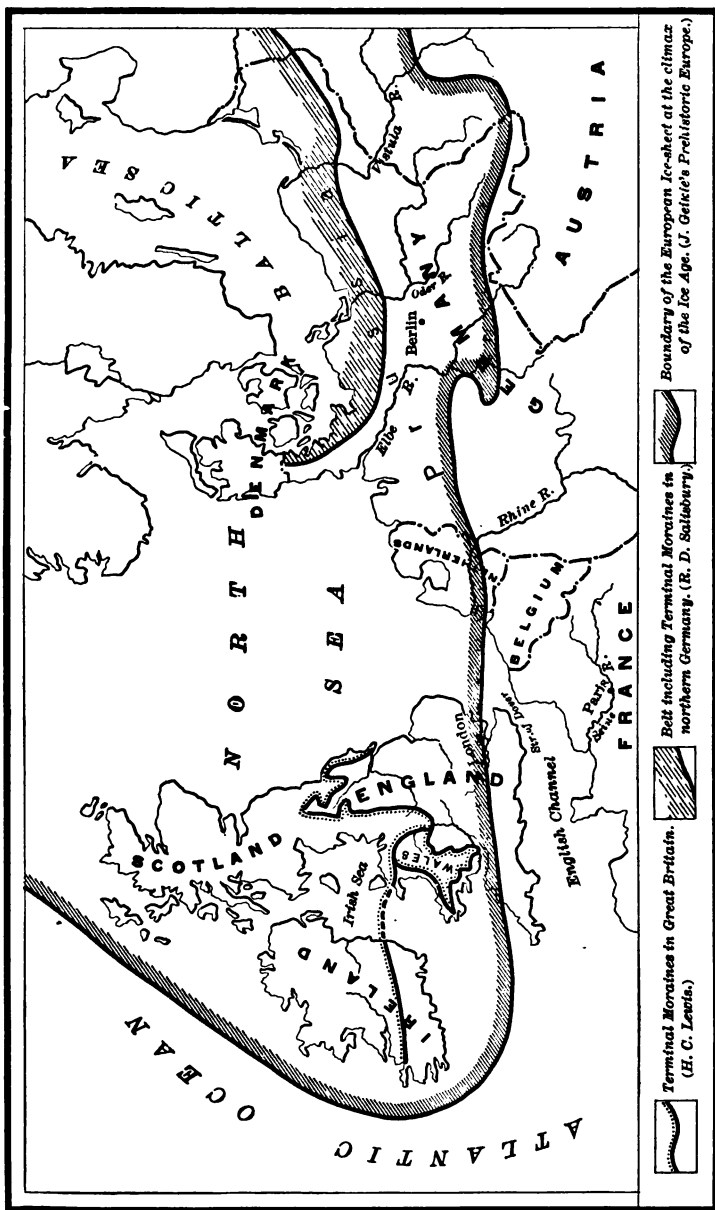 ATLANTIC OCEAN
NORTH SEA
BALTIC SEA
SCOTLAND
IRELAND
Irish Sea
ENGLAND
WALES
London
Strait Dover
English Channel
DENMARK
NETHERLANDS
BELGIUM
FRANCE
Paris
Seine R.
Rhine R.
Elbe R.
PRUSSIA
Berlin
Oder R.
GERMANY
Vistula R.
AUSTRIA
Terminal Moraines in Great Britain.
(H. C. Lewis.)
Belt including Terminal Moraines in
northern Germany. (R. D. Salisbury.)
Boundary of the European Ice-sheet at the climax
of the Ice Age. (J. Geikie's Prehistoric Europe.)